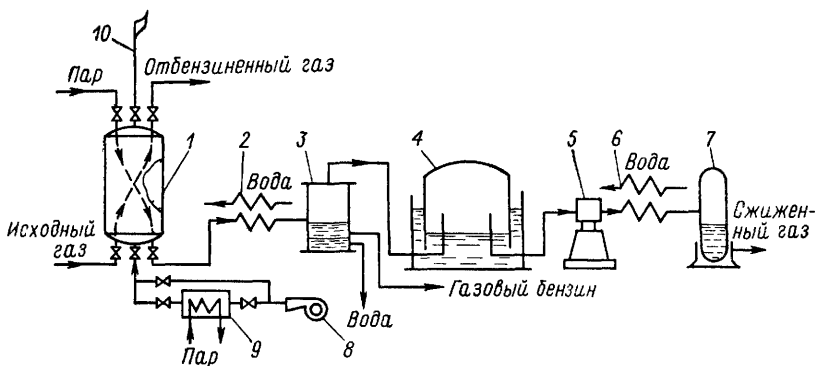 10
Пар
Отбензиненный газ
1
2
3
4
5
6
7
Вода
Вода
Исходный
газ
Сжижен-
ный газ
Газовый бензин
Вода
9
8
Пар